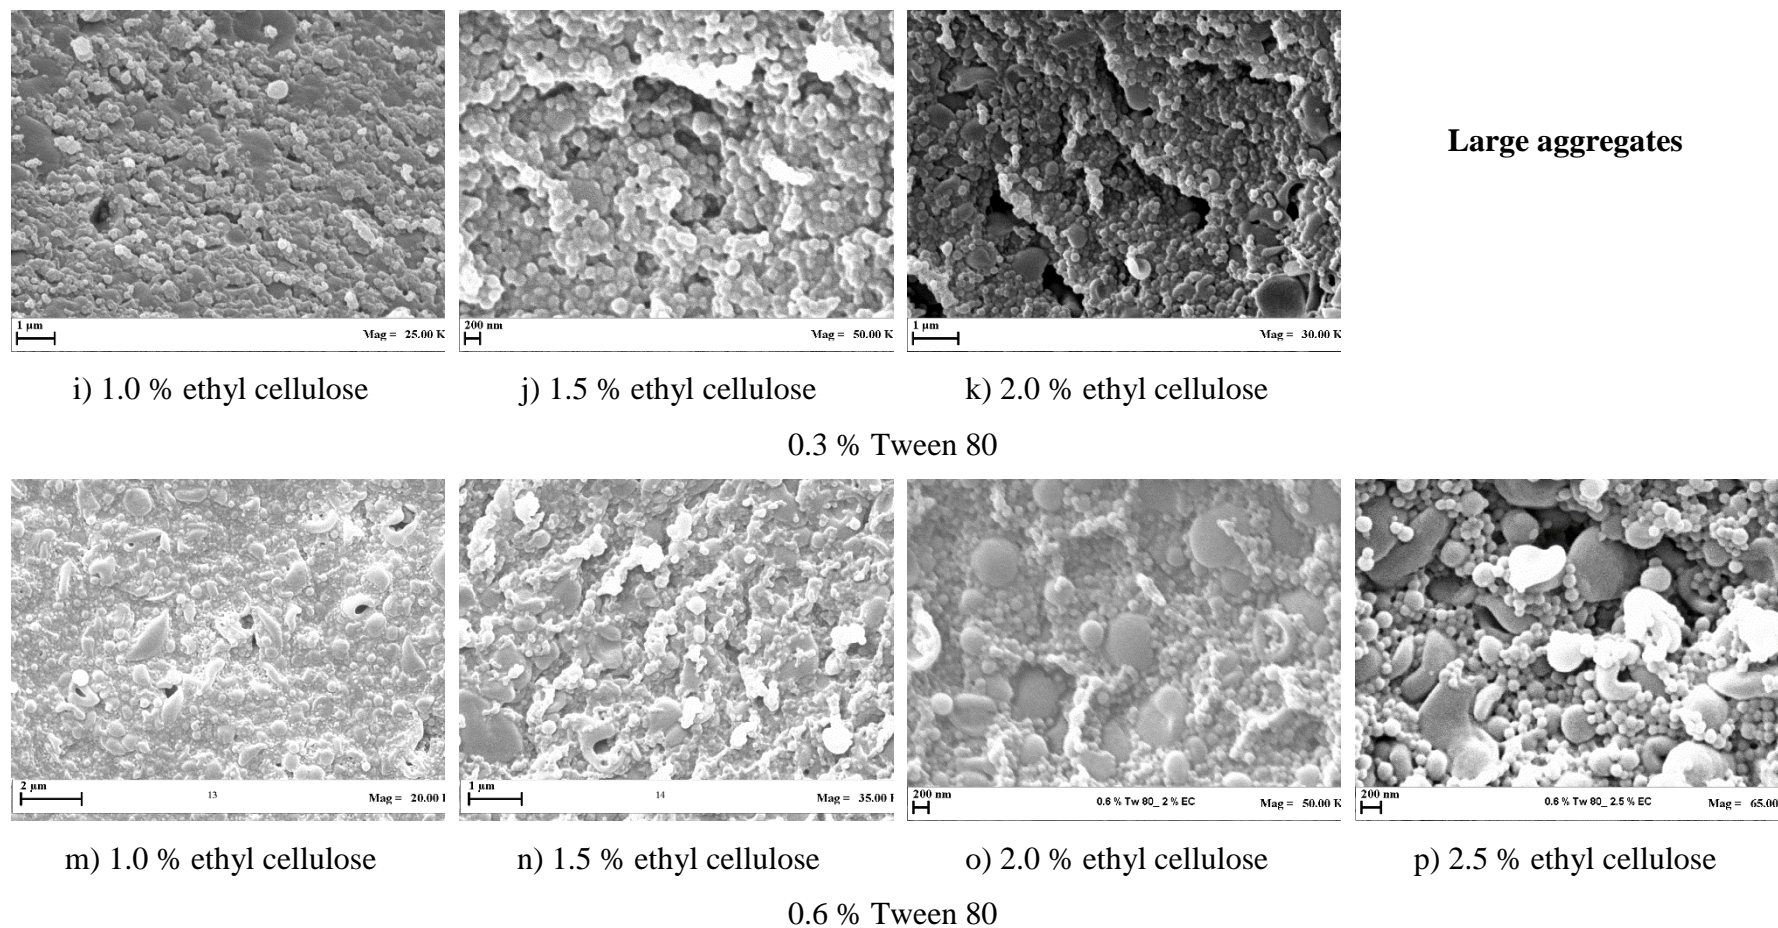 Large aggregates
1 µm Mag = 25.00 K
200 nm Mag = 50.00 K
1 µm Mag = 30.00 K
i) 1.0 % ethyl cellulose
j) 1.5 % ethyl cellulose
k) 2.0 % ethyl cellulose
0.3 % Tween 80
2 µm 13 Mag = 20.00
1 µm 14 Mag = 35.00
200 nm 0.6 % Tw 80_ 2 % EC Mag = 50.00 K
200 nm 0.6 % Tw 80_ 2.5 % EC Mag = 65.00
m) 1.0 % ethyl cellulose
n) 1.5 % ethyl cellulose
o) 2.0 % ethyl cellulose
p) 2.5 % ethyl cellulose
0.6 % Tween 80